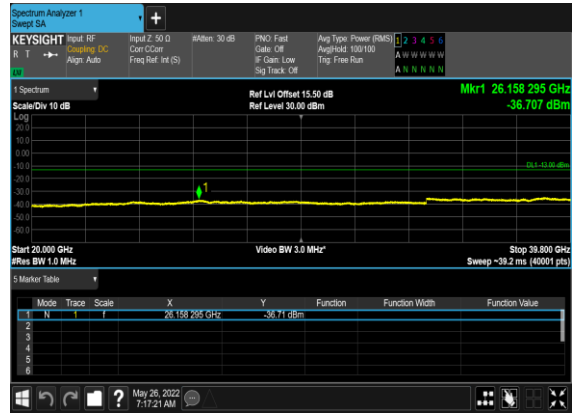 Spectrum Analyzer 1
Swept SA
+
KEYSIGHT Input: RF Input Z: 50 Ω #Atten: 30 dB PNO: Fast Avg Type: Power (RMS) 1 2 3 4 5 6
R T Coupling: DC Corr CCorr Gate: Off Avg|Hold: 100/100 A W W W W W
Align: Auto Freq Ref: Int (S) IF Gain: Low Trig: Free Run
Sig Track: Off A N N N N N
1 Spectrum Ref Lvl Offset 15.50 dB Mkr1 26.158 295 GHz
Scale/Div 10 dB Ref Level 30.00 dBm -36.707 dBm
Log
20.0
10.0
0.00
-10.0 DL1 -13.00 dBm
-20.0
-30.0 1
-40.0
-50.0
-60.0
Start 20.000 GHz Video BW 3.0 MHz* Stop 39.800 GHz
#Res BW 1.0 MHz Sweep ~39.2 ms (40001 pts)
5 Marker Table
Mode Trace Scale X Y Function Function Width Function Value
1 N 1 f 26.158 295 GHz -36.71 dBm
2
3
4
5
6
? May 26, 2022
7:17:21 AM